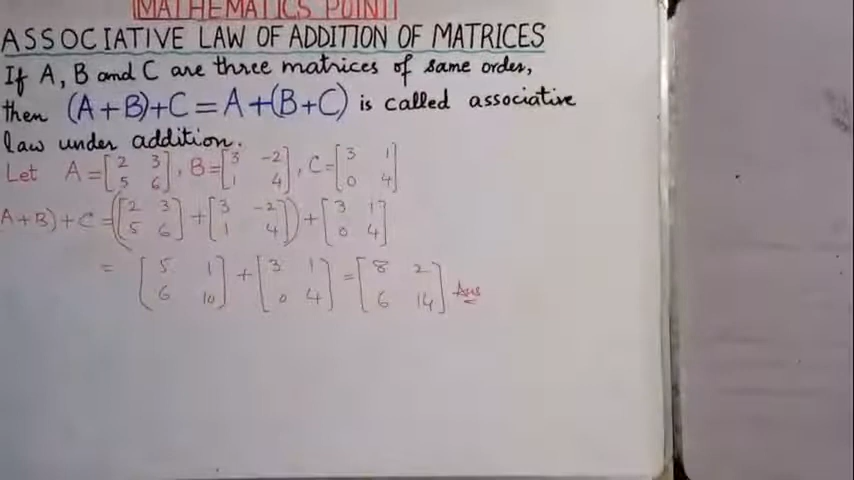 MATHEMATICS POINT
ASSOCIATIVE LAW OF ADDITION OF MATRICES
If A, B and C are three matrices of same order,
then (A+B)+C = A+(B+C) is called associative
law under addition.
Let A = [2 3; 5 6], B = [3 -2; 1 4], C = [3 1; 0 4]
A+B)+C = ([2 3; 5 6] + [3 -2; 1 4]) + [3 1; 0 4]
= [5 1; 6 10] + [3 1; 0 4] = [8 2; 6 14] Ans